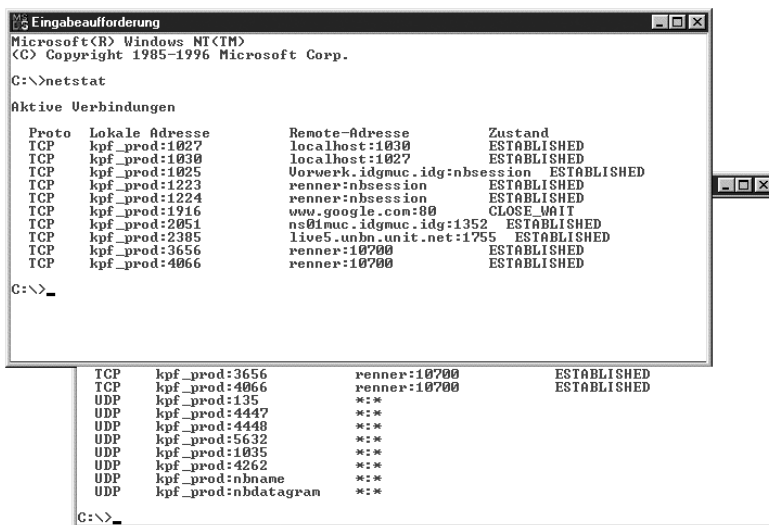 Eingabeaufforderung
Microsoft(R) Windows NT(TM)
(C) Copyright 1985-1996 Microsoft Corp.
C:\>netstat
Aktive Verbindungen
Proto Lokale Adresse Remote-Adresse Zustand
TCP kpf_prod:1027 localhost:1030 ESTABLISHED
TCP kpf_prod:1030 localhost:1027 ESTABLISHED
TCP kpf_prod:1025 Vorwerk.idgmuc.idg:nbsession ESTABLISHED
TCP kpf_prod:1223 renner:nbsession ESTABLISHED
TCP kpf_prod:1224 renner:nbsession ESTABLISHED
TCP kpf_prod:1916 www.google.com:80 CLOSE_WAIT
TCP kpf_prod:2051 ns01muc.idgmuc.idg:1352 ESTABLISHED
TCP kpf_prod:2385 live5.unbn.unit.net:1755 ESTABLISHED
TCP kpf_prod:3656 renner:10700 ESTABLISHED
TCP kpf_prod:4066 renner:10700 ESTABLISHED
C:\>_
TCP kpf_prod:3656 renner:10700 ESTABLISHED
TCP kpf_prod:4066 renner:10700 ESTABLISHED
UDP kpf_prod:135 *:*
UDP kpf_prod:4447 *:*
UDP kpf_prod:4448 *:*
UDP kpf_prod:5632 *:*
UDP kpf_prod:1035 *:*
UDP kpf_prod:4262 *:*
UDP kpf_prod:nbname *:*
UDP kpf_prod:nbdatagram *:*
C:\>_